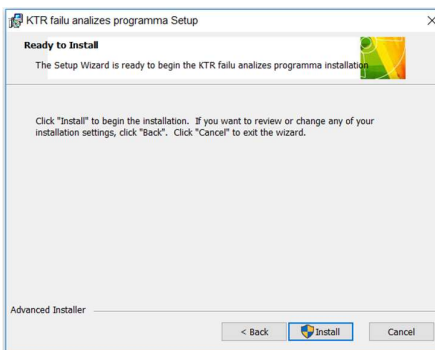 KTR failu analizes programma Setup
Ready to Install
The Setup Wizard is ready to begin the KTR failu analizes programma installation
Click "Install" to begin the installation. If you want to review or change any of your
installation settings, click "Back". Click "Cancel" to exit the wizard.
Advanced Installer
< Back
Install
Cancel